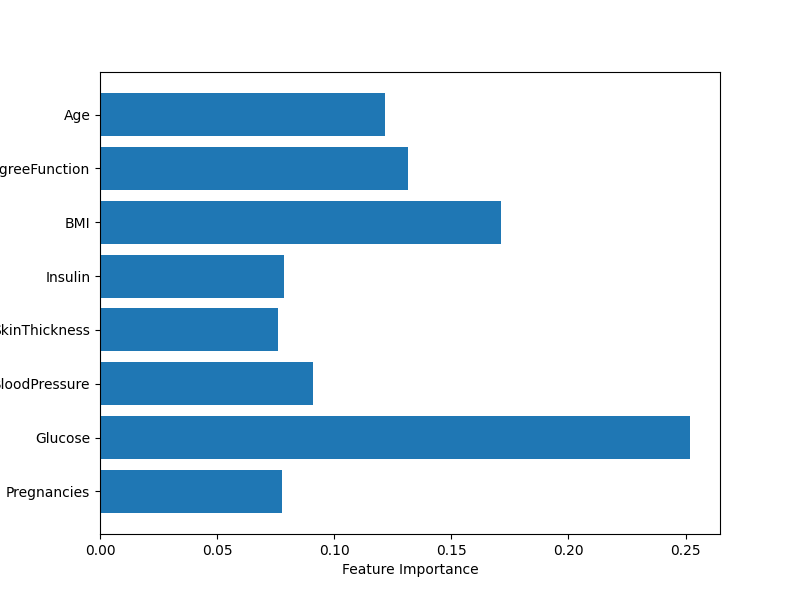 Age
greeFunction
BMI
Insulin
kinThickness
loodPressure
Glucose
Pregnancies
0.00 0.05 0.10 0.15 0.20 0.25
Feature Importance